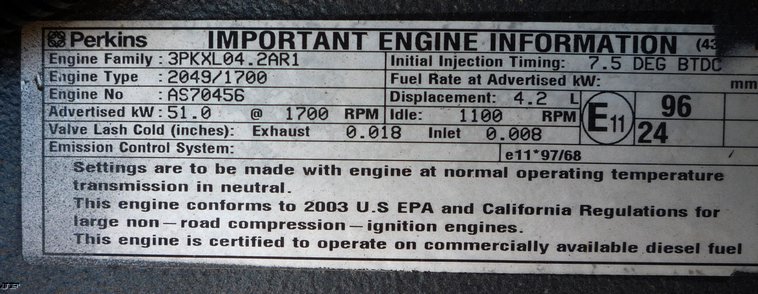 Perkins IMPORTANT ENGINE INFORMATION (43
Engine Family : 3PKXL04.2AR1 Initial Injection Timing: 7.5 DEG BTDC
Engine Type : 2049/1700 Fuel Rate at Advertised kW: mm
Engine No : AS70456 Displacement: 4.2 L
Advertised kW : 51.0 @ 1700 RPM Idle: 1100 RPM E11 96
Valve Lash Cold (inches): Exhaust 0.018 Inlet 0.008 24
Emission Control System: e11*97/68
Settings are to be made with engine at normal operating temperature
transmission in neutral.
This engine conforms to 2003 U.S EPA and California Regulations for
large non-road compression-ignition engines.
This engine is certified to operate on commercially available diesel fuel